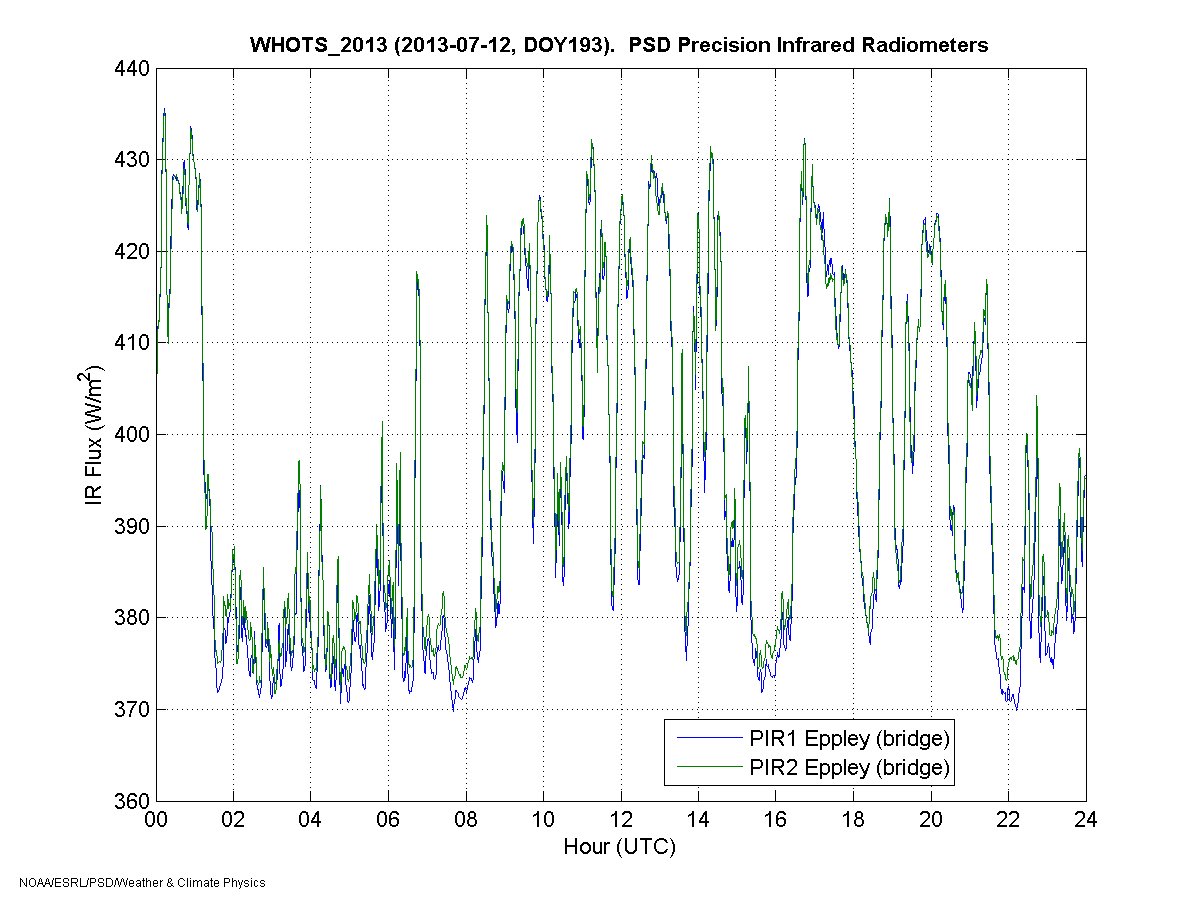 WHOTS_2013 (2013-07-12, DOY193).  PSD Precision Infrared Radiometers
440
430
420
410
400
390
380
370
360
IR Flux (W/m²)
PIR1 Eppley (bridge)
PIR2 Eppley (bridge)
00 02 04 06 08 10 12 14 16 18 20 22 24
Hour (UTC)
NOAA/ESRL/PSD/Weather & Climate Physics